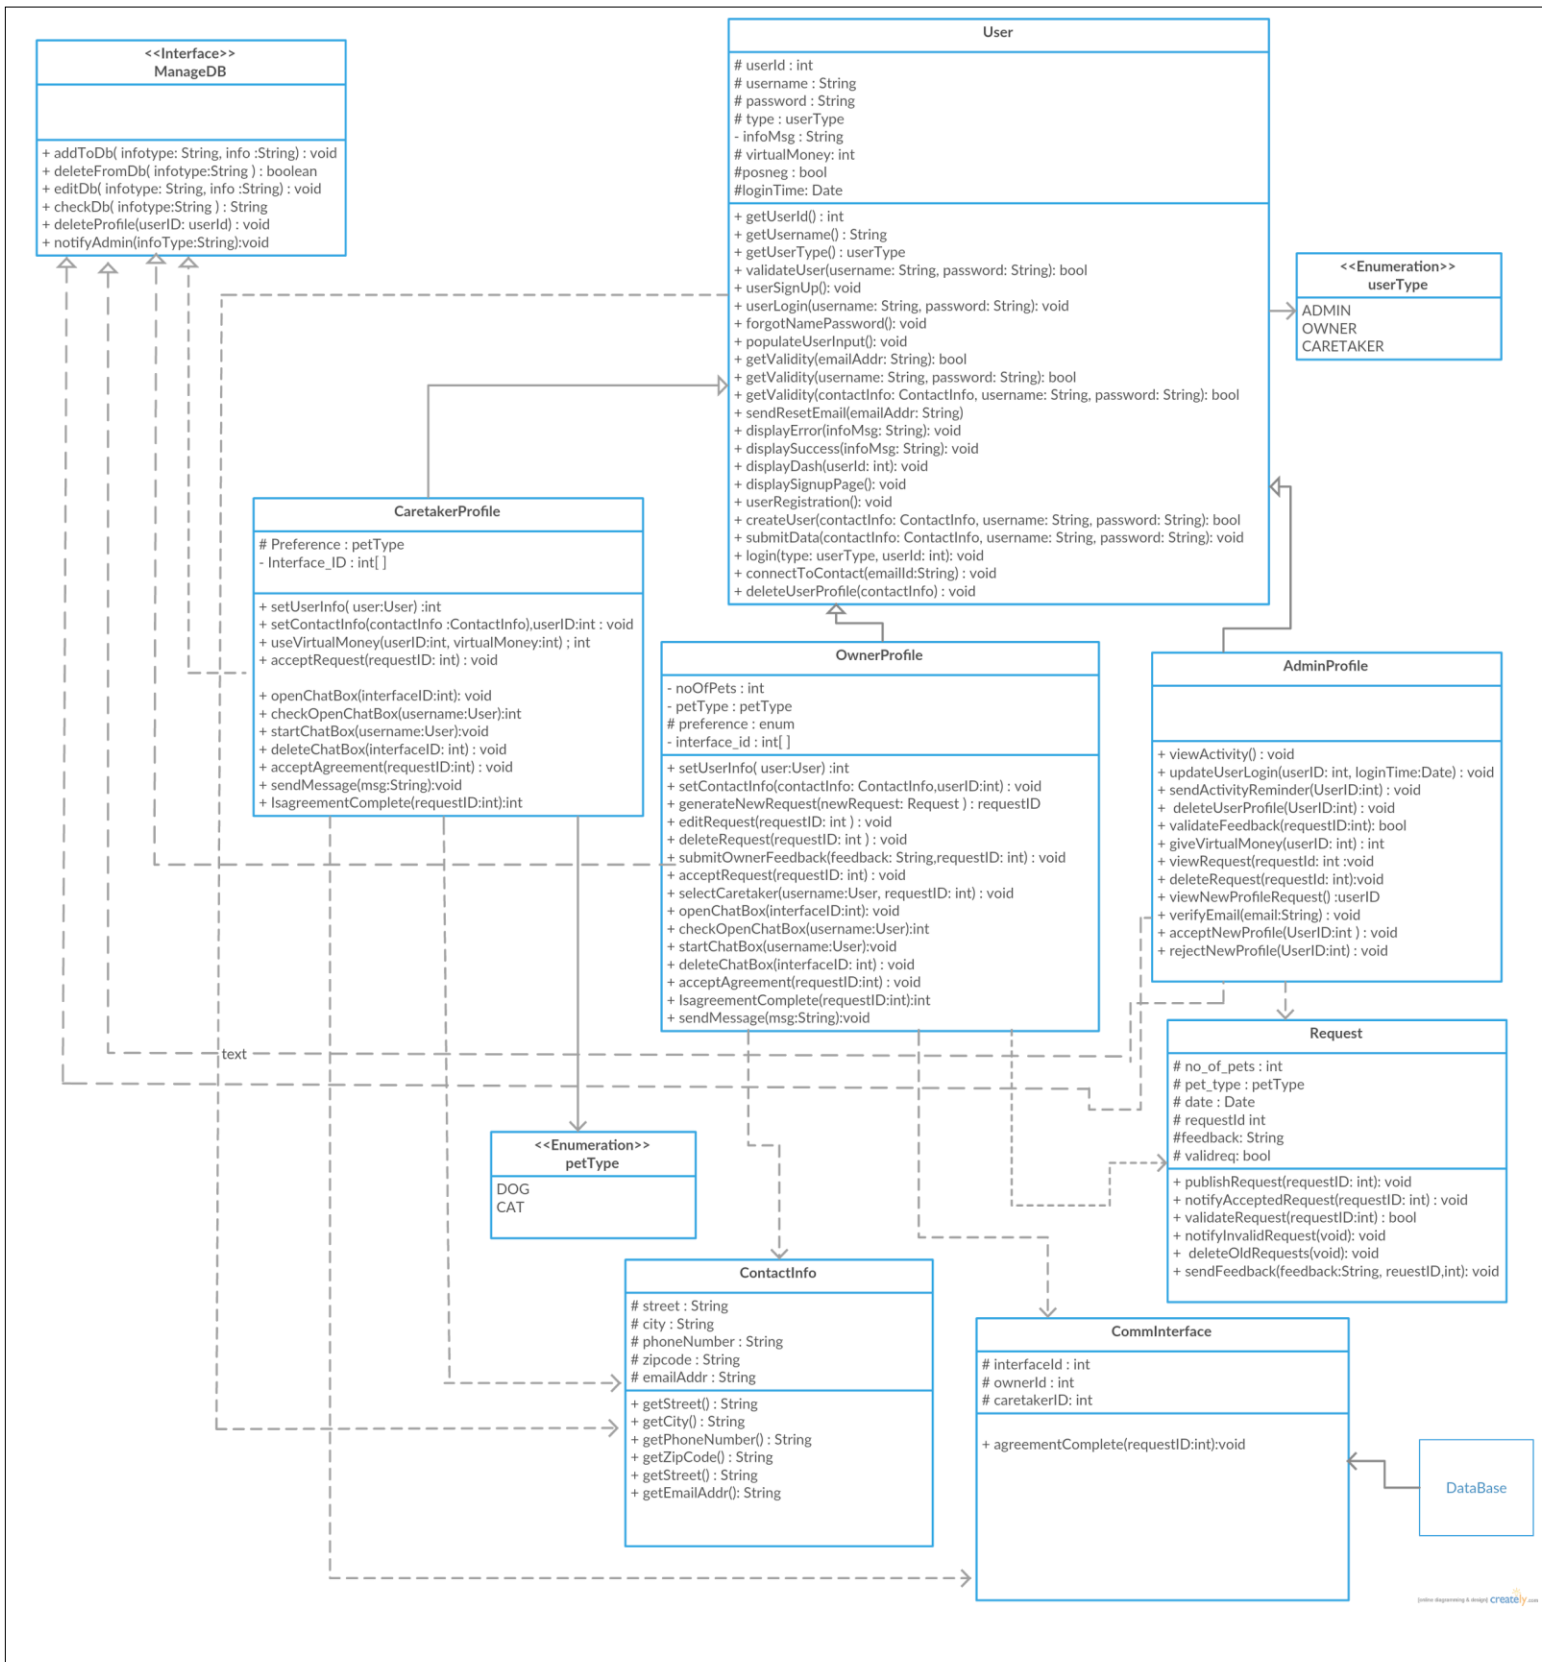 <<Interface>>
ManageDB
+ addToDb( infotype: String, info :String) : void
+ deleteFromDb( infotype:String ) : boolean
+ editDb( infotype: String, info :String) : void
+ checkDb( infotype:String ) : String
+ deleteProfile(userID: userId) : void
+ notifyAdmin(infoType:String):void
User
# userId : int
# username : String
# password : String
# type : userType
- infoMsg : String
# virtualMoney: int
#posneg : bool
#loginTime: Date
+ getUserId() : int
+ getUsername() : String
+ getUserType() : userType
+ validateUser(username: String, password: String): bool
+ userSignUp(): void
+ userLogin(username: String, password: String): void
+ forgotNamePassword(): void
+ populateUserInput(): void
+ getValidity(emailAddr: String): bool
+ getValidity(username: String, password: String): bool
+ getValidity(contactInfo: ContactInfo, username: String, password: String): bool
+ sendResetEmail(emailAddr: String)
+ displayError(infoMsg: String): void
+ displaySuccess(infoMsg: String): void
+ displayDash(userId: int): void
+ displaySignupPage(): void
+ userRegistration(): void
+ createUser(contactInfo: ContactInfo, username: String, password: String): bool
+ submitData(contactInfo: ContactInfo, username: String, password: String): void
+ login(type: userType, userId: int): void
+ connectToContact(emailId:String) : void
+ deleteUserProfile(contactInfo) : void
<<Enumeration>>
userType
ADMIN
OWNER
CARETAKER
CaretakerProfile
# Preference : petType
- Interface_ID : int[ ]
+ setUserInfo( user:User) :int
+ setContactInfo(contactInfo :ContactInfo),userID:int : void
+ useVirtualMoney(userID:int, virtualMoney:int) ; int
+ acceptRequest(requestID: int) : void
+ openChatBox(interfaceID:int): void
+ checkOpenChatBox(username:User):int
+ startChatBox(username:User):void
+ deleteChatBox(interfaceID: int) : void
+ acceptAgreement(requestID:int) : void
+ sendMessage(msg:String):void
+ IsagreementComplete(requestID:int):int
OwnerProfile
- noOfPets : int
- petType : petType
# preference : enum
- interface_id : int[ ]
+ setUserInfo( user:User) :int
+ setContactInfo(contactInfo: ContactInfo,userID:int) : void
+ generateNewRequest(newRequest: Request ) : requestID
+ editRequest(requestID: int ) : void
+ deleteRequest(requestID: int ) : void
+ submitOwnerFeedback(feedback: String,requestID: int) : void
+ acceptRequest(requestID: int) : void
+ selectCaretaker(username:User, requestID: int) : void
+ openChatBox(interfaceID:int): void
+ checkOpenChatBox(username:User):int
+ startChatBox(username:User):void
+ deleteChatBox(interfaceID: int) : void
+ acceptAgreement(requestID:int) : void
+ IsagreementComplete(requestID:int):int
+ sendMessage(msg:String):void
AdminProfile
+ viewActivity() : void
+ updateUserLogin(userID: int, loginTime:Date) : void
+ sendActivityReminder(UserID:int) : void
+ deleteUserProfile(UserID:int) : void
+ validateFeedback(requestID:int): bool
+ giveVirtualMoney(userID: int) : int
+ viewRequest(requestId: int :void
+ deleteRequest(requestId: int):void
+ viewNewProfileRequest() :userID
+ verifyEmail(email:String) : void
+ acceptNewProfile(UserID:int ) : void
+ rejectNewProfile(UserID:int) : void
text
Request
# no_of_pets : int
# pet_type : petType
# date : Date
# requestId int
#feedback: String
# validreq: bool
+ publishRequest(requestID: int): void
+ notifyAcceptedRequest(requestID: int) : void
+ validateRequest(requestID:int) : bool
+ notifyInvalidRequest(void): void
+ deleteOldRequests(void): void
+ sendFeedback(feedback:String, reuestID,int): void
<<Enumeration>>
petType
DOG
CAT
ContactInfo
# street : String
# city : String
# phoneNumber : String
# zipcode : String
# emailAddr : String
+ getStreet() : String
+ getCity() : String
+ getPhoneNumber() : String
+ getZipCode() : String
+ getStreet() : String
+ getEmailAddr(): String
CommInterface
# interfaceId : int
# ownerId : int
# caretakerID: int
+ agreementComplete(requestID:int):void
DataBase
[online diagramming & design] creately.com